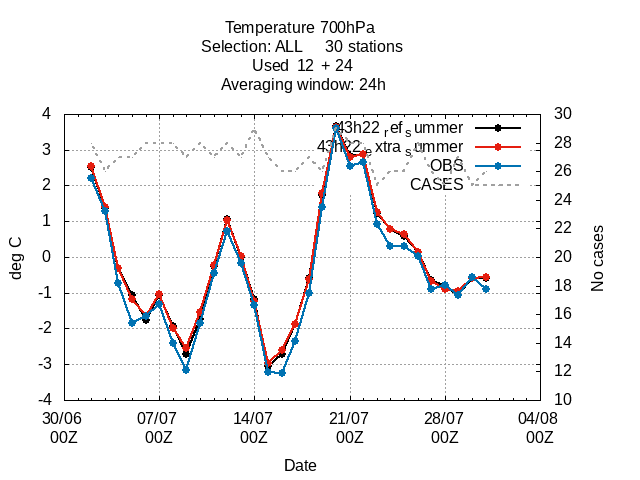 Temperature 700hPa
Selection: ALL 30 stations
Used 12 + 24
Averaging window: 24h
deg C
4
3
2
1
0
-1
-2
-3
-4
43h22_ref_summer
43h22_extra_summer
OBS
CASES
30
28
26
24
22
20
18
16
14
12
10
No cases
30/06 07/07 14/07 21/07 28/07 04/08
00Z 00Z 00Z 00Z 00Z 00Z
Date